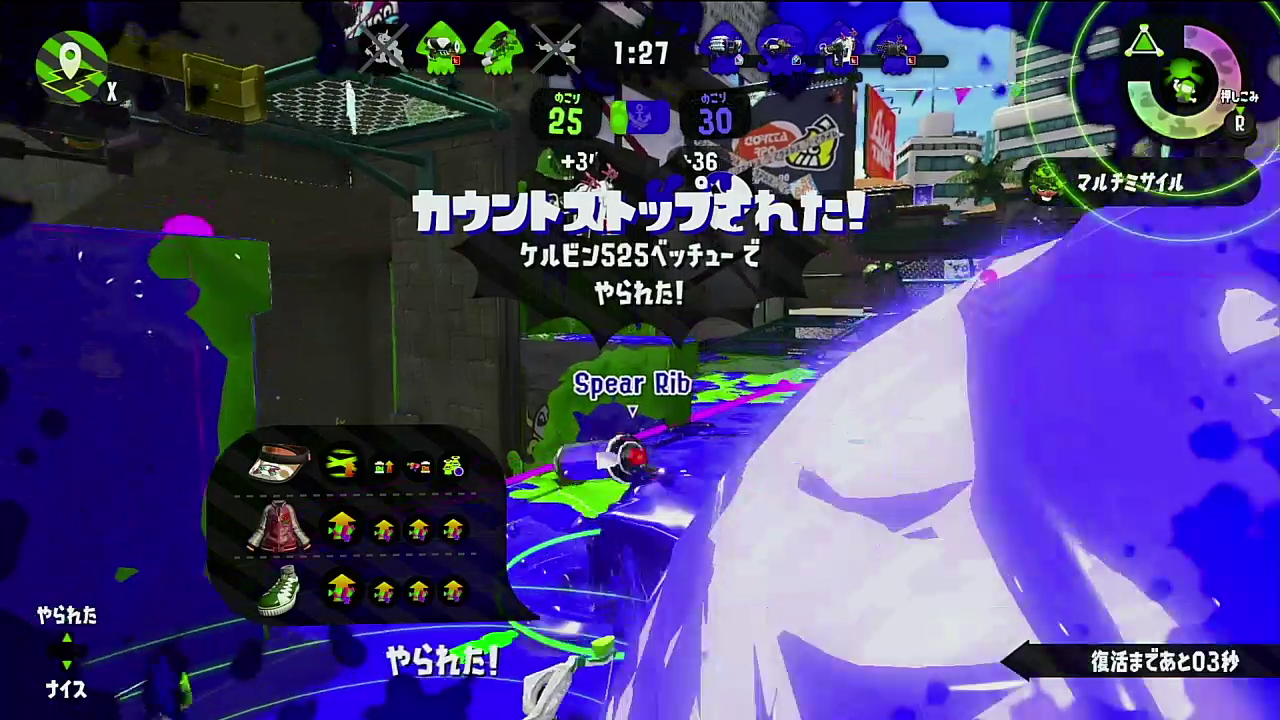 1:27
X
のこり
25
のこり
30
押しこみ
R
+3
-36
マルチミサイル
カウントストップされた!
ケルビン525ベッチューで
やられた!
Spear Rib
やられた
ナイス
やられた!
復活まであと03秒